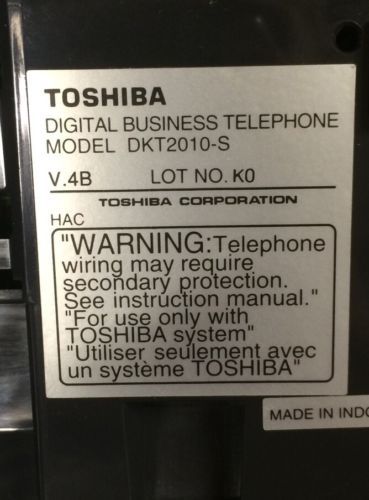 TOSHIBA
DIGITAL BUSINESS TELEPHONE
MODEL DKT2010-S
V.4B LOT NO. K0
TOSHIBA CORPORATION
HAC
"WARNING:Telephone
wiring may require
secondary protection.
See instruction manual."
"For use only with
TOSHIBA system"
"Utiliser seulement avec
un système TOSHIBA"
MADE IN